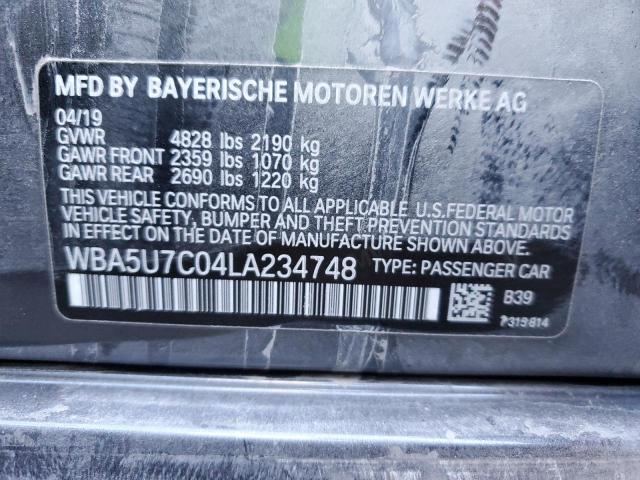 MFD BY BAYERISCHE MOTOREN WERKE AG
04/19
GVWR 4828 lbs 2190 kg
GAWR FRONT 2359 lbs 1070 kg
GAWR REAR 2690 lbs 1220 kg
THIS VEHICLE CONFORMS TO ALL APPLICABLE U.S.FEDERAL MOTOR
VEHICLE SAFETY, BUMPER AND THEFT PREVENTION STANDARDS
IN EFFECT ON THE DATE OF MANUFACTURE SHOWN ABOVE.
WBA5U7C04LA234748 TYPE: PASSENGER CAR
B39
7319814